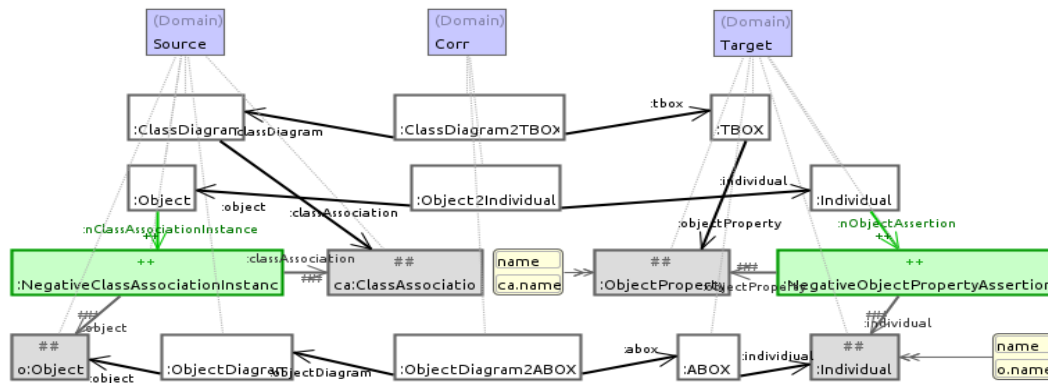 (Domain)
Source
(Domain)
Corr
(Domain)
Target
:ClassDiagram
:classDiagram
:ClassDiagram2TBOX
:tbox
:TBOX
:Object
:object
:Object2Individual
:individual
:Individual
:nClassAssociationInstance
++
:classAssociation
:objectProperty
:nObjectAssertion
++
++
:NegativeClassAssociationInstanc
:classAssociation
##
##
ca:ClassAssociatio
name
ca.name
##
:ObjectProperty
##
:objectProperty
++
:NegativeObjectPropertyAssertion
##
:object
##
:individual
##
o:Object
:object
:ObjectDiagram
:objectDiagram
:ObjectDiagram2ABOX
:abox
:ABOX
:individual
##
:Individual
name
o.name